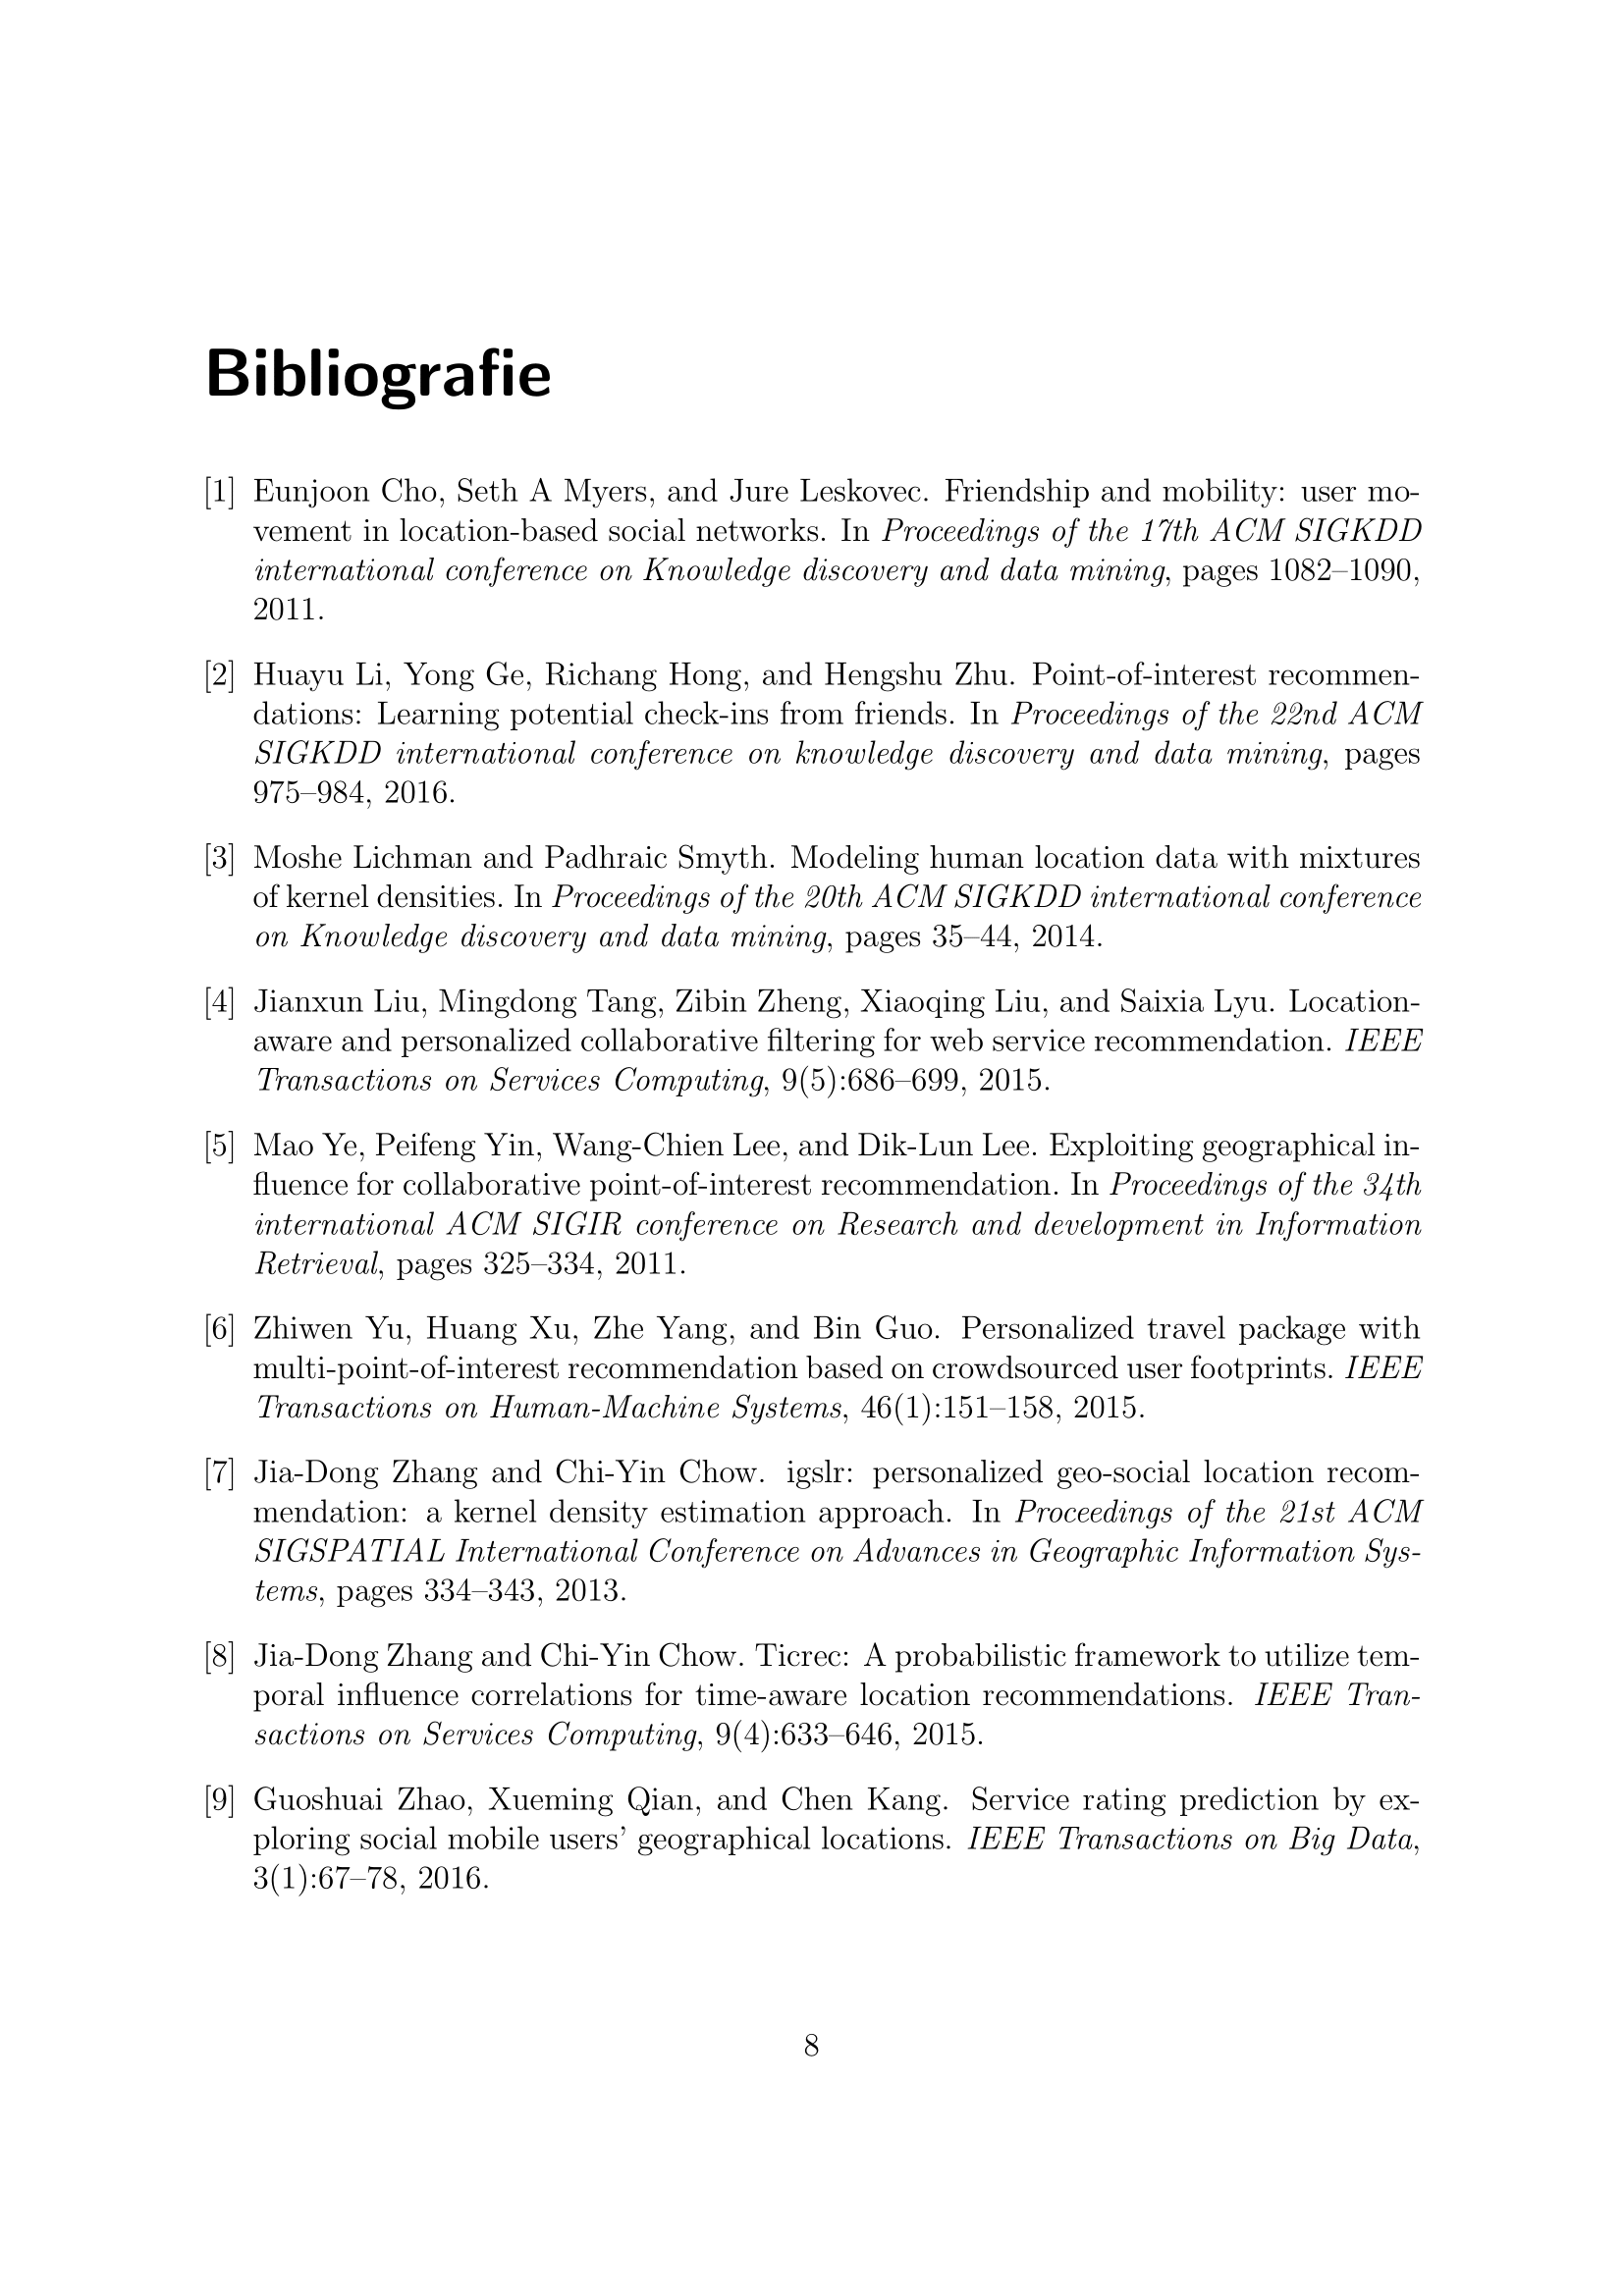 Bibliografie
[1] Eunjoon Cho, Seth A Myers, and Jure Leskovec. Friendship and mobility: user mo-
vement in location-based social networks. In Proceedings of the 17th ACM SIGKDD
international conference on Knowledge discovery and data mining, pages 1082–1090,
2011.
[2] Huayu Li, Yong Ge, Richang Hong, and Hengshu Zhu. Point-of-interest recommen-
dations: Learning potential check-ins from friends. In Proceedings of the 22nd ACM
SIGKDD international conference on knowledge discovery and data mining, pages
975–984, 2016.
[3] Moshe Lichman and Padhraic Smyth. Modeling human location data with mixtures
of kernel densities. In Proceedings of the 20th ACM SIGKDD international conference
on Knowledge discovery and data mining, pages 35–44, 2014.
[4] Jianxun Liu, Mingdong Tang, Zibin Zheng, Xiaoqing Liu, and Saixia Lyu. Location-
aware and personalized collaborative filtering for web service recommendation. IEEE
Transactions on Services Computing, 9(5):686–699, 2015.
[5] Mao Ye, Peifeng Yin, Wang-Chien Lee, and Dik-Lun Lee. Exploiting geographical in-
fluence for collaborative point-of-interest recommendation. In Proceedings of the 34th
international ACM SIGIR conference on Research and development in Information
Retrieval, pages 325–334, 2011.
[6] Zhiwen Yu, Huang Xu, Zhe Yang, and Bin Guo. Personalized travel package with
multi-point-of-interest recommendation based on crowdsourced user footprints. IEEE
Transactions on Human-Machine Systems, 46(1):151–158, 2015.
[7] Jia-Dong Zhang and Chi-Yin Chow. igslr: personalized geo-social location recom-
mendation: a kernel density estimation approach. In Proceedings of the 21st ACM
SIGSPATIAL International Conference on Advances in Geographic Information Sys-
tems, pages 334–343, 2013.
[8] Jia-Dong Zhang and Chi-Yin Chow. Ticrec: A probabilistic framework to utilize tem-
poral influence correlations for time-aware location recommendations. IEEE Tran-
sactions on Services Computing, 9(4):633–646, 2015.
[9] Guoshuai Zhao, Xueming Qian, and Chen Kang. Service rating prediction by ex-
ploring social mobile users' geographical locations. IEEE Transactions on Big Data,
3(1):67–78, 2016.
8